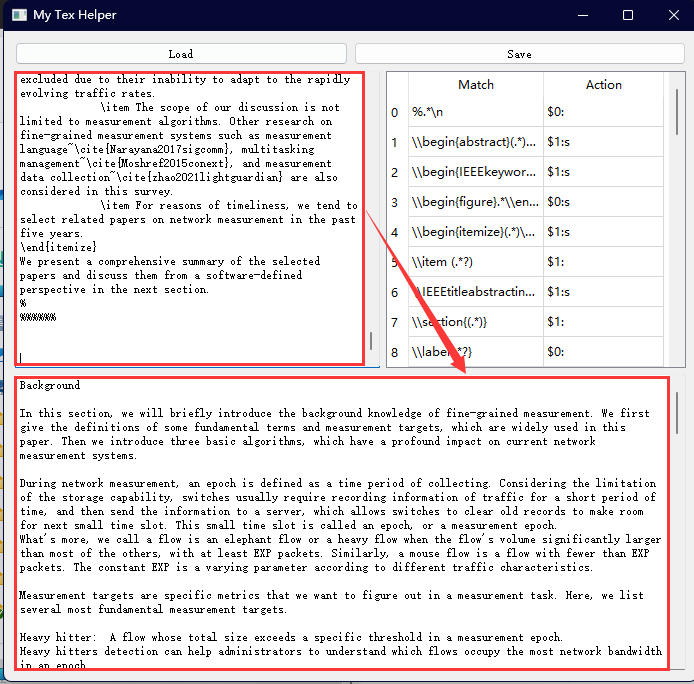 My Tex Helper
Load
Save
excluded due to their inability to adapt to the rapidly
evolving traffic rates.
\item The scope of our discussion is not
limited to measurement algorithms. Other research on
fine-grained measurement systems such as measurement
language~\cite{Narayana2017sigcomm}, multitasking
management~\cite{Moshref2015conext}, and measurement
data collection~\cite{zhao2021lightguardian} are also
considered in this survey.
\item For reasons of timeliness, we tend to
select related papers on network measurement in the past
five years.
\end{itemize}
We present a comprehensive summary of the selected
papers and discuss them from a software-defined
perspective in the next section.
%
%%%%%%
Match Action
0 %.*\n $0:
1 \\begin{abstract}(.*)... $1:s
2 \\begin{IEEEkeywor... $1:s
3 \\begin{figure}.*\\en... $0:s
4 \\begin{itemize}(.*)\... $1:s
5 \\item (.*?) $1:
6 \\IEEEtitleabstractin... $1:s
7 \\section{(.*)} $1:
8 $0:
Background
In this section, we will briefly introduce the background knowledge of fine-grained measurement. We first
give the definitions of some fundamental terms and measurement targets, which are widely used in this
paper. Then we introduce three basic algorithms, which have a profound impact on current network
measurement systems.
During network measurement, an epoch is defined as a time period of collecting. Considering the limitation
of the storage capability, switches usually require recording information of traffic for a short period of
time, and then send the information to a server, which allows switches to clear old records to make room
for next small time slot. This small time slot is called an epoch, or a measurement epoch.
What's more, we call a flow is an elephant flow or a heavy flow when the flow's volume significantly larger
than most of the others, with at least EXP packets. Similarly, a mouse flow is a flow with fewer than EXP
packets. The constant EXP is a varying parameter according to different traffic characteristics.
Measurement targets are specific metrics that we want to figure out in a measurement task. Here, we list
several most fundamental measurement targets.
Heavy hitter: A flow whose total size exceeds a specific threshold in a measurement epoch.
Heavy hitters detection can help administrators to understand which flows occupy the most network bandwidth
in an epoch